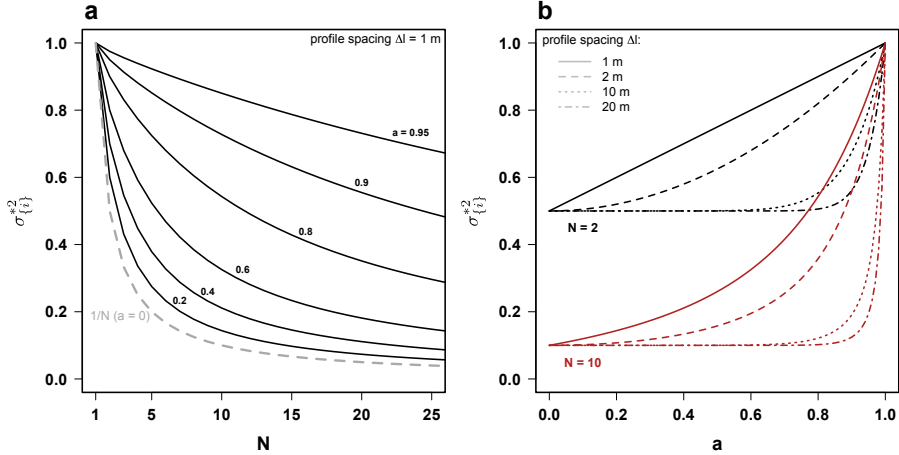 a
profile spacing Δl = 1 m
a = 0.95
0.9
0.8
0.6
0.4
0.2
1/N (a = 0)
σ*2{i}
0.0
0.2
0.4
0.6
0.8
1.0
1
5
10
15
20
25
N
b
profile spacing Δl:
1 m
2 m
10 m
20 m
N = 2
N = 10
σ*2{i}
0.0
0.2
0.4
0.6
0.8
1.0
0.0
0.2
0.4
0.6
0.8
1.0
a